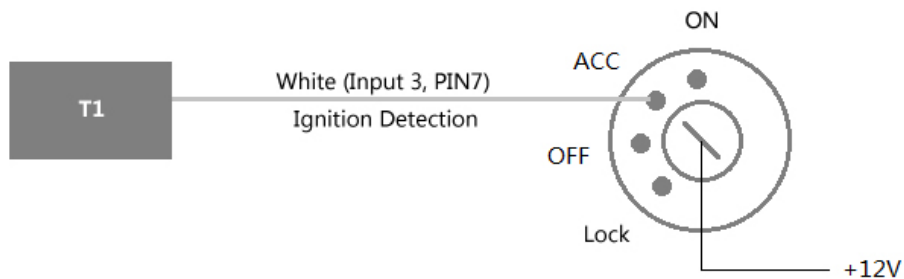 ON
ACC
White (Input 3, PIN7)
T1
Ignition Detection
OFF
Lock
+12V